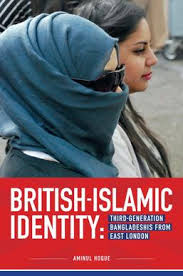 BRITISH-ISLAMIC
IDENTITY:
THIRD-GENERATION
BANGLADESHIS FROM
EAST LONDON
AMINUL HOQUE